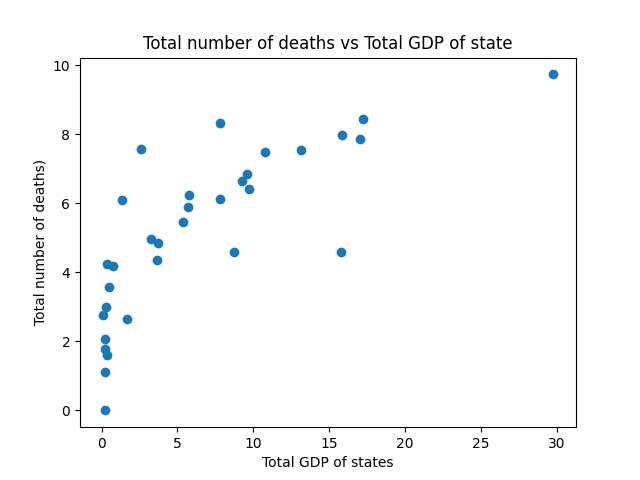 Total number of deaths vs Total GDP of state
Total number of deaths)
10
8
6
4
2
0
0 5 10 15 20 25 30
Total GDP of states